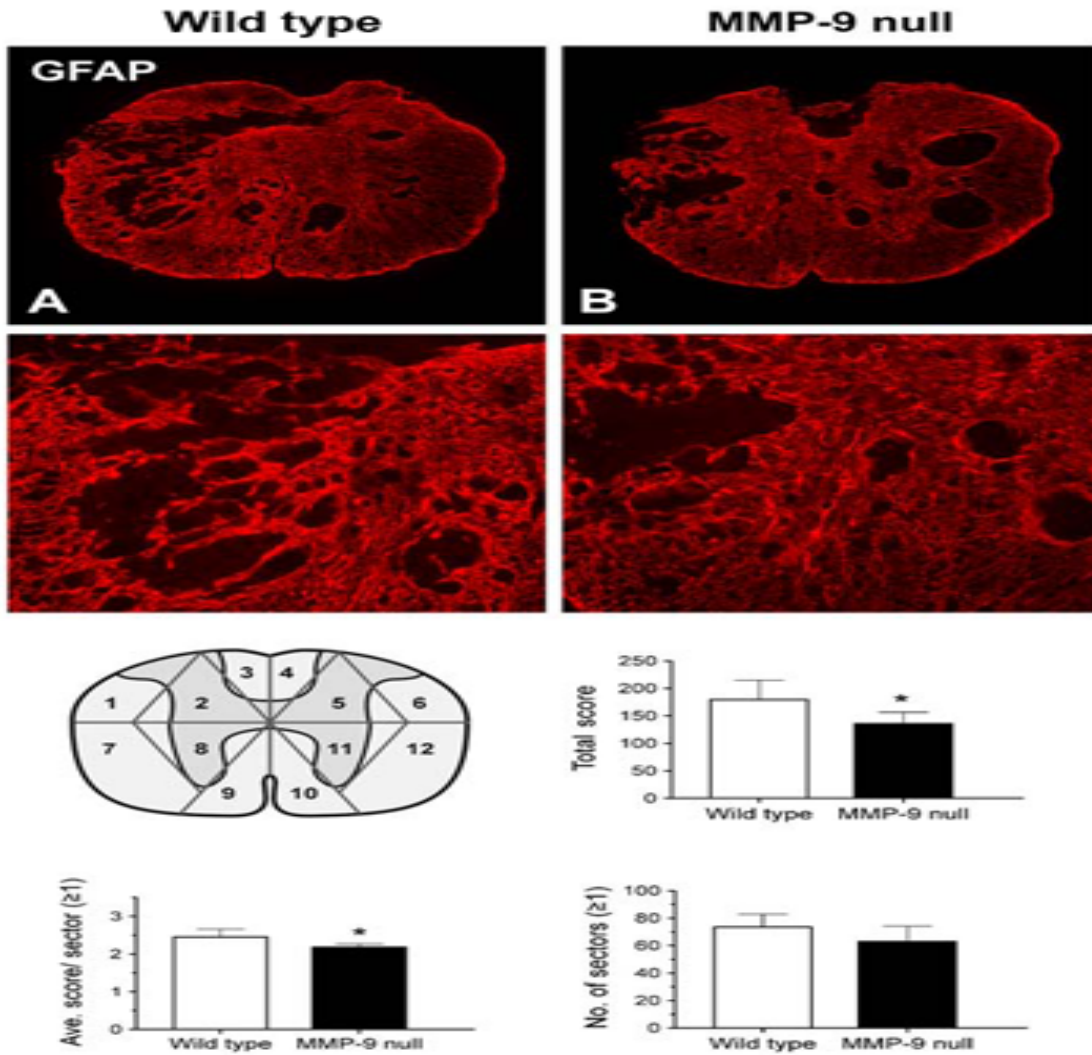 Wild type MMP-9 null
GFAP
A B
3 4
1 2 5 6
7 8 11 12
9 10
Total score
250
200
150
100
50
0
*
Wild type MMP-9 null
Ave. score/ sector (≥1)
3
2
1
0
*
Wild type MMP-9 null
No. of sectors (≥1)
100
80
60
40
20
0
Wild type MMP-9 null